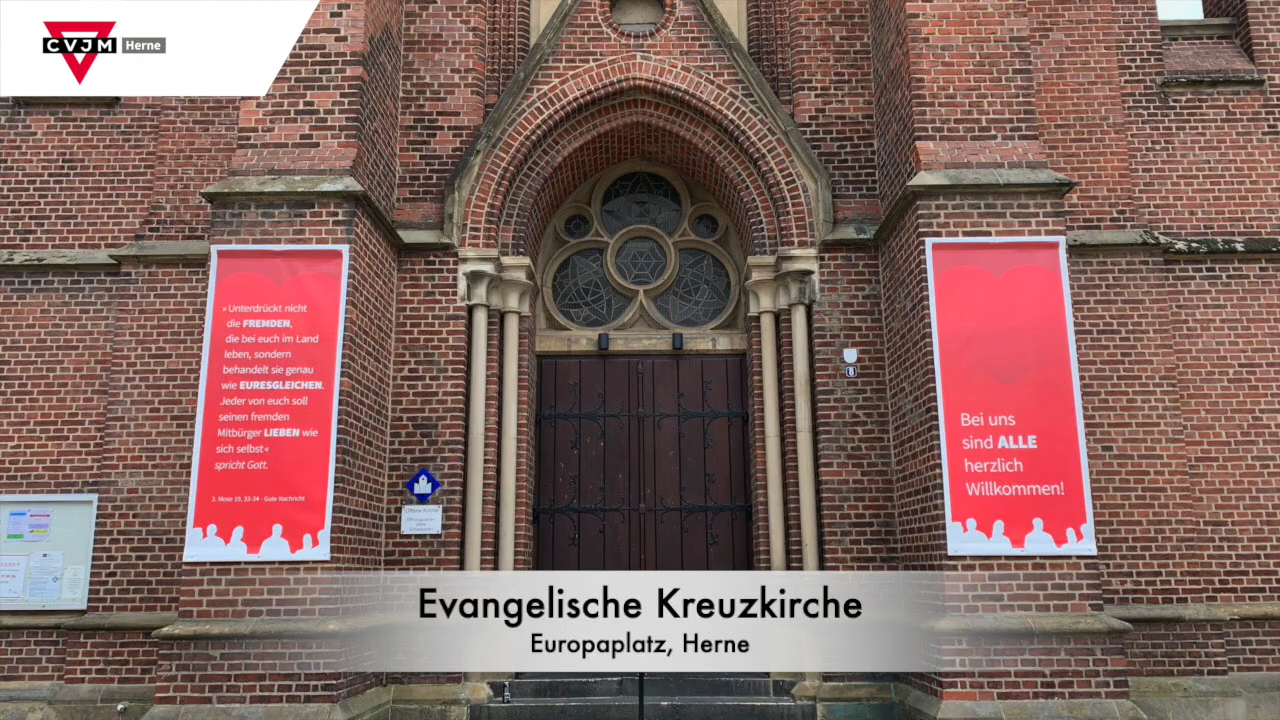 CVJM Herne
» Unterdrückt nicht
die FREMDEN,
die bei euch im Land
leben, sondern
behandelt sie genau
wie EURESGLEICHEN.
Jeder von euch soll
seinen fremden
Mitbürger LIEBEN wie
sich selbst«
spricht Gott.
3. Mose 19, 33-34 - Gute Nachricht
Offene Kirche
8
Bei uns
sind ALLE
herzlich
Willkommen!
Evangelische Kreuzkirche
Europaplatz, Herne